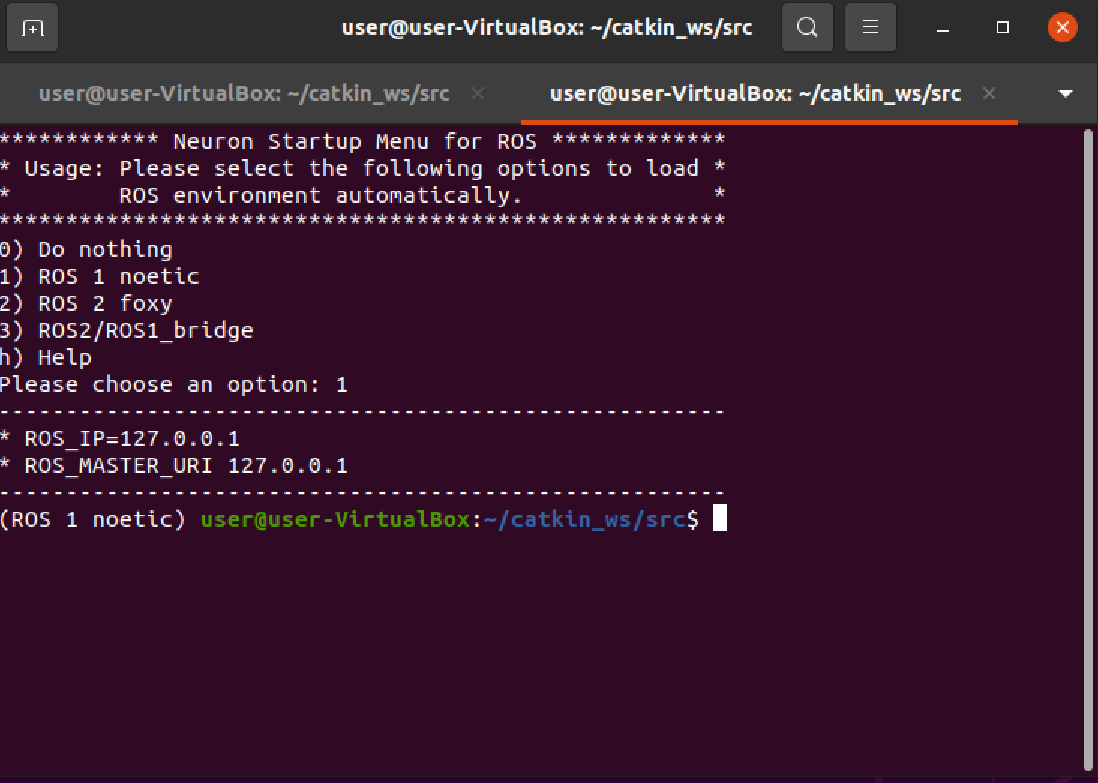 user@user-VirtualBox: ~/catkin_ws/src
user@user-VirtualBox: ~/catkin_ws/src × user@user-VirtualBox: ~/catkin_ws/src ×
************ Neuron Startup Menu for ROS *************
* Usage: Please select the following options to load *
*        ROS environment automatically.              *
******************************************************
0) Do nothing
1) ROS 1 noetic
2) ROS 2 foxy
3) ROS2/ROS1_bridge
h) Help
Please choose an option: 1
------------------------------------------------------
* ROS_IP=127.0.0.1
* ROS_MASTER_URI 127.0.0.1
------------------------------------------------------
(ROS 1 noetic) user@user-VirtualBox:~/catkin_ws/src$